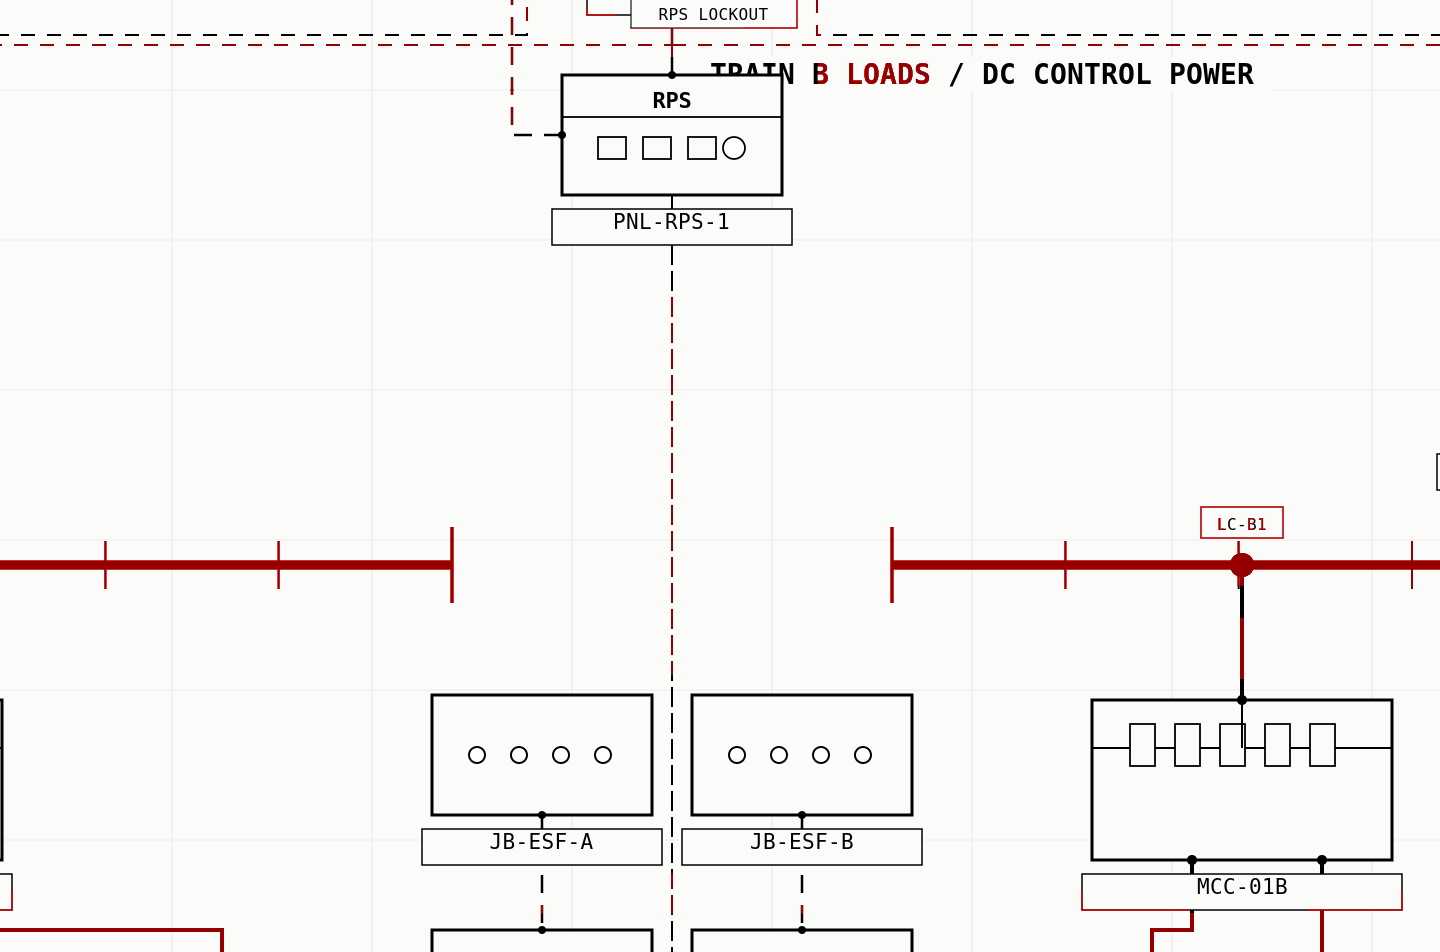 RPS LOCKOUT
TRAIN B LOADS / DC CONTROL POWER
RPS
PNL-RPS-1
LC-B1
JB-ESF-A
JB-ESF-B
MCC-01B